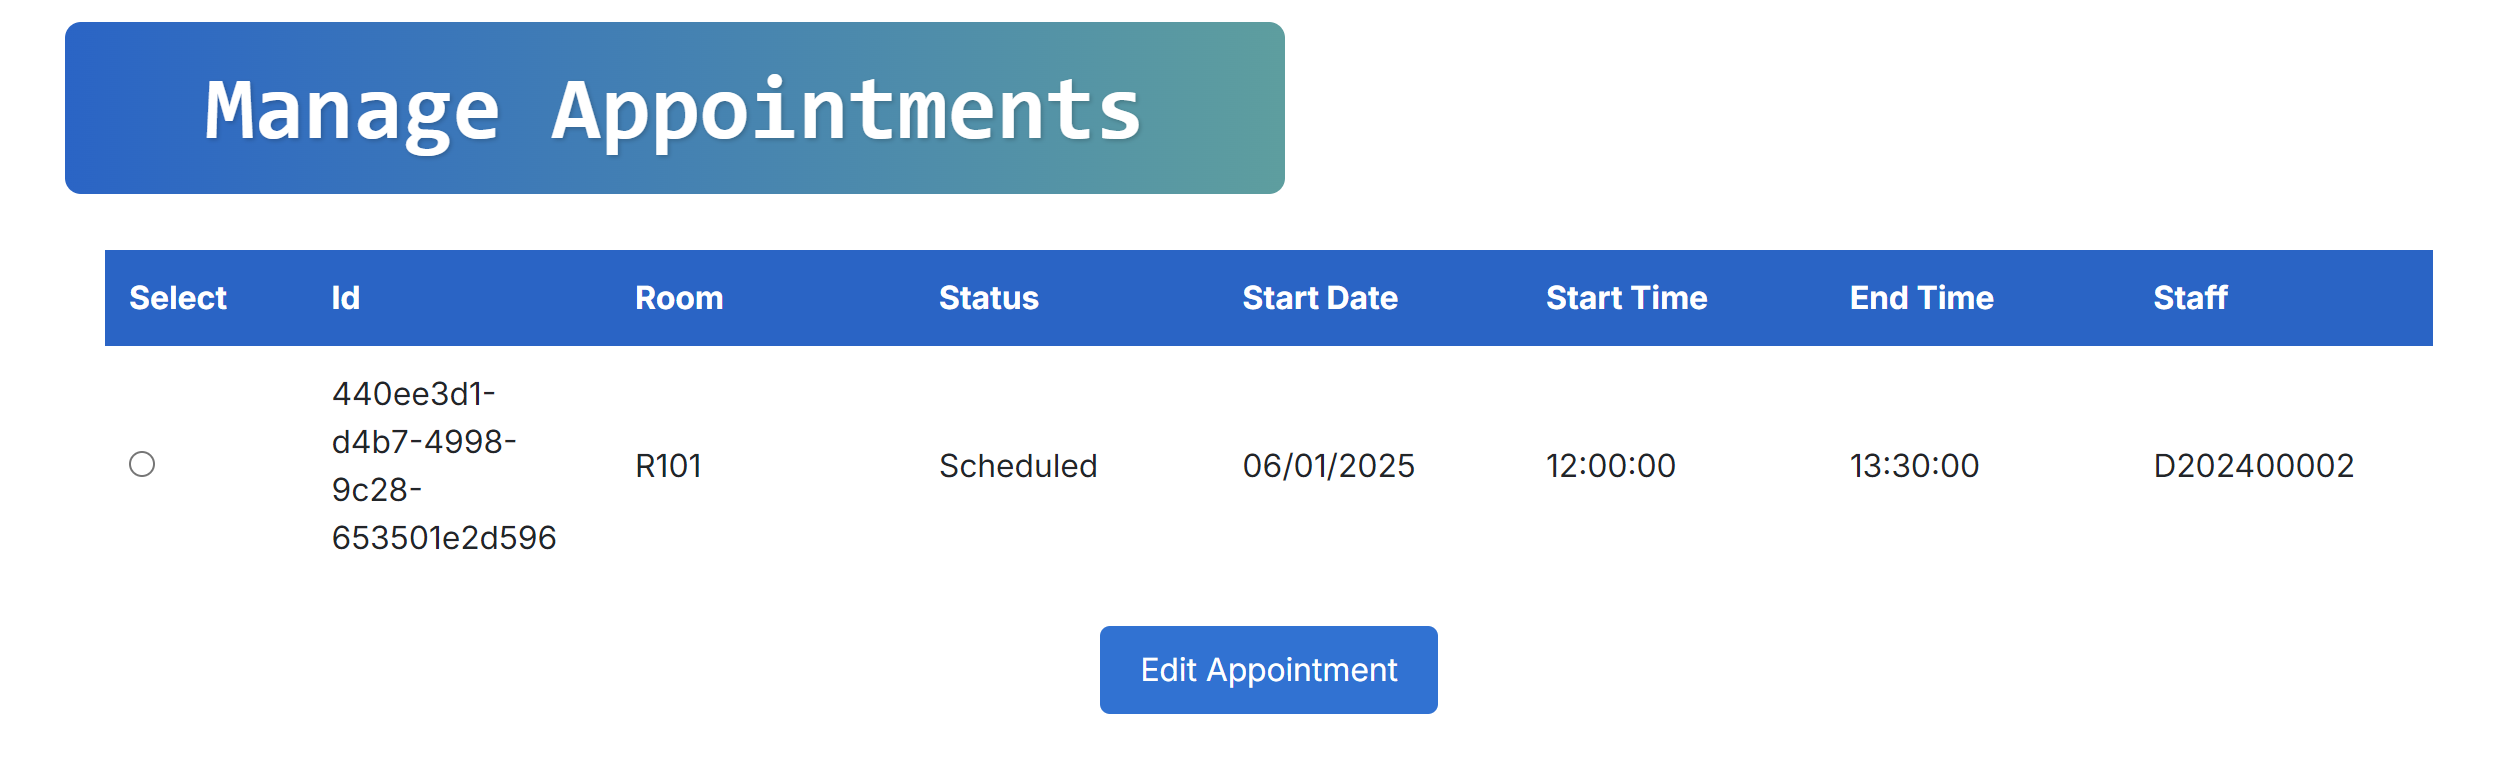 Manage Appointments
Select Id Room Status Start Date Start Time End Time Staff
440ee3d1-
d4b7-4998-
9c28-
653501e2d596
R101 Scheduled 06/01/2025 12:00:00 13:30:00 D202400002
Edit Appointment